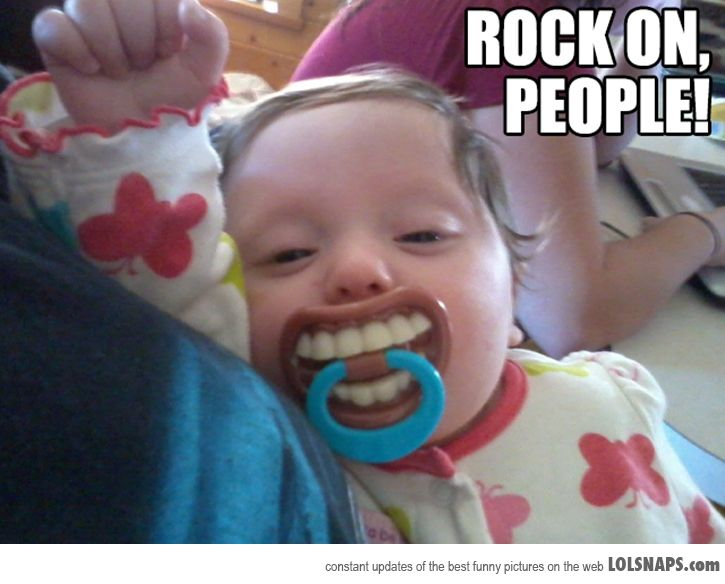 ROCK ON,
PEOPLE!
constant updates of the best funny pictures on the web LOLSNAPS.com